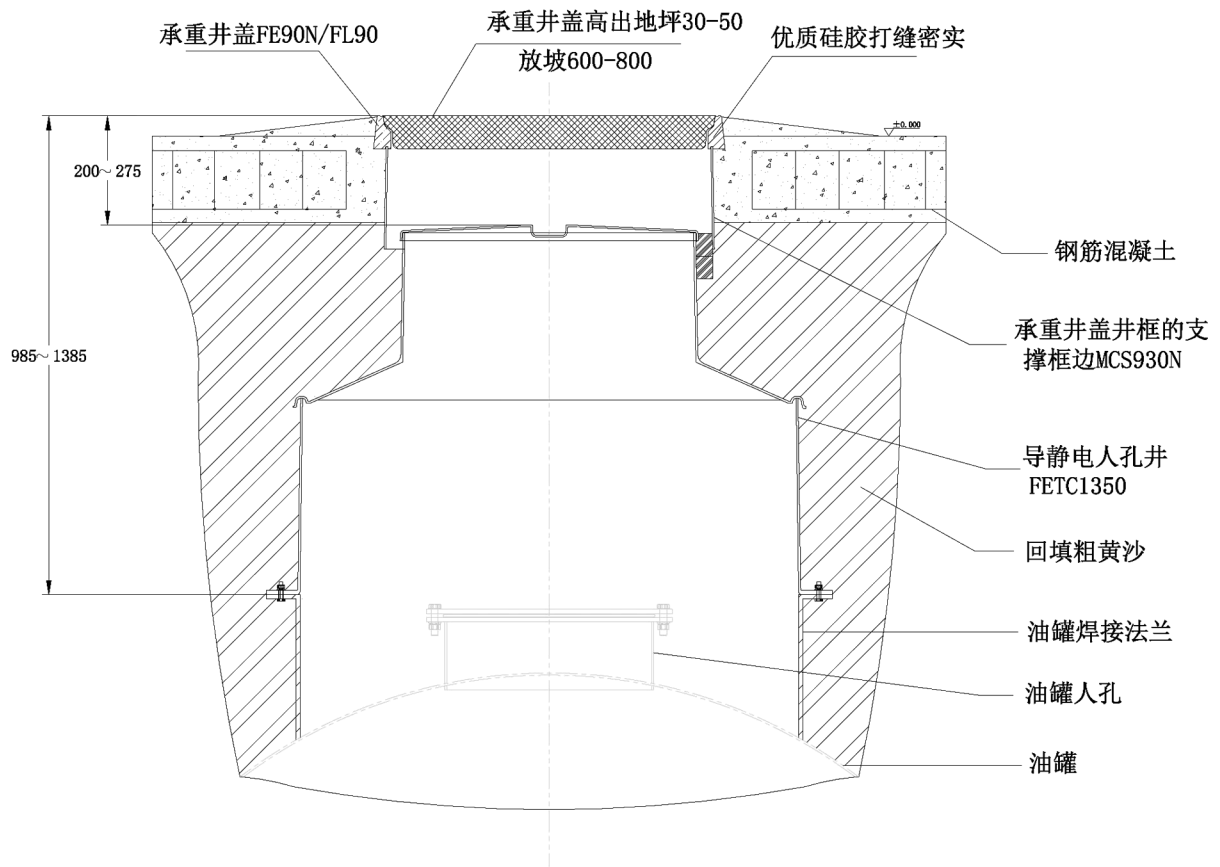 承重井盖FE90N/FL90
承重井盖高出地坪30-50
放坡600-800
优质硅胶打缝密实
±0.000
200~275
钢筋混凝土
承重井盖井框的支
撑框边MCS930N
985~1385
导静电人孔井
FETC1350
回填粗黄沙
油罐焊接法兰
油罐人孔
油罐